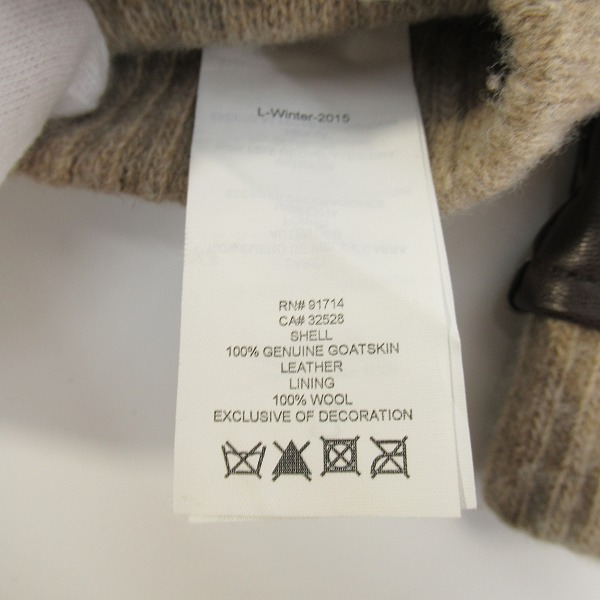 L-Winter-2015
RN# 91714
CA# 32528
SHELL
100% GENUINE GOATSKIN
LEATHER
LINING
100% WOOL
EXCLUSIVE OF DECORATION